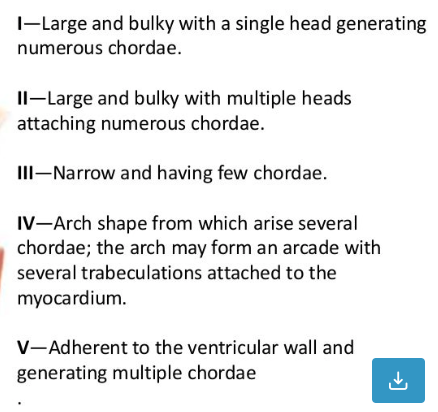 I—Large and bulky with a single head generating
numerous chordae.
II—Large and bulky with multiple heads
attaching numerous chordae.
III—Narrow and having few chordae.
IV—Arch shape from which arise several
chordae; the arch may form an arcade with
several trabeculations attached to the
myocardium.
V—Adherent to the ventricular wall and
generating multiple chordae
.